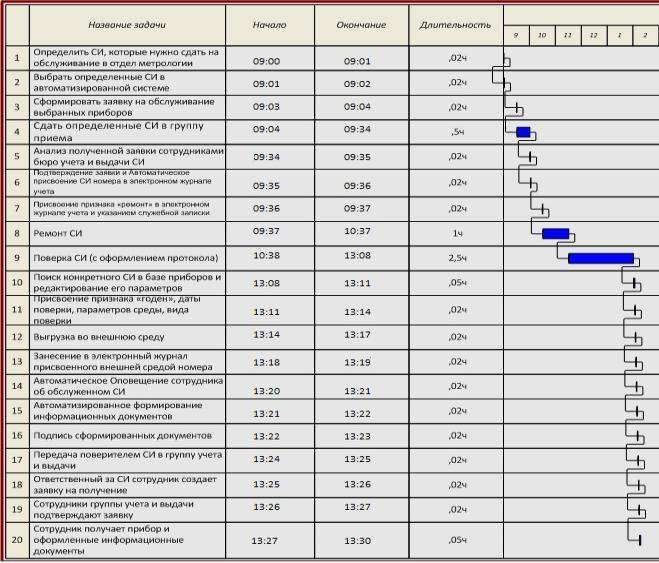 Название задачи Начало Окончание Длительность 9 10 11 12 1 2
1 Определить СИ, которые нужно сдать на
обслуживание в отдел метрологии 09:00 09:01 ,02ч
2 Выбрать определенные СИ в
автоматизированной системе 09:01 09:02 ,02ч
3 Сформировать заявку на обслуживание
выбранных приборов 09:03 09:04 ,02ч
4 Сдать определенные СИ в группу
приема 09:04 09:34 ,5ч
5 Анализ полученной заявки сотрудниками
бюро учета и выдачи СИ 09:34 09:35 ,02ч
6 Подтверждение заявки и Автоматическое
присвоение СИ номера в электронном журнале
учета 09:35 09:36 ,02ч
7 Присвоение признака «ремонт» в электронном
журнале учета и указанием служебной записки 09:36 09:37 ,02ч
8 Ремонт СИ 09:37 10:37 1ч
9 Поверка СИ (с оформлением протокола) 10:38 13:08 2,5ч
10 Поиск конкретного СИ в базе приборов и
редактирование его параметров 13:08 13:11 ,05ч
11 Присвоение признака «годен», даты
поверки, параметров среды, вида
поверки 13:11 13:14 ,02ч
12 Выгрузка во внешнюю среду 13:14 13:17 ,02ч
13 Занесение в электронный журнал
присвоенного внешней средой номера 13:18 13:19 ,02ч
14 Автоматическое Оповещение сотрудника
об обслуженном СИ 13:20 13:21 ,02ч
15 Автоматизированное формирование
информационных документов 13:21 13:22 ,02ч
16 Подпись сформированных документов 13:22 13:23 ,02ч
17 Передача поверителем СИ в группу учета
и выдачи 13:24 13:25 ,02ч
18 Ответственный за СИ сотрудник создает
заявку на получение 13:25 13:26 ,02ч
19 Сотрудники группы учета и выдачи
подтверждают заявку 13:26 13:27 ,02ч
20 Сотрудник получает прибор и
оформленные информационные
документы 13:27 13:30 ,05ч